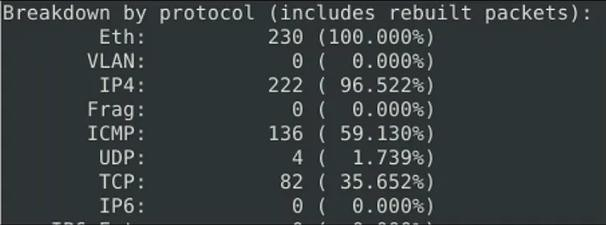 Breakdown by protocol (includes rebuilt packets):
Eth: 230 (100.000%)
VLAN: 0 ( 0.000%)
IP4: 222 ( 96.522%)
Frag: 0 ( 0.000%)
ICMP: 136 ( 59.130%)
UDP: 4 ( 1.739%)
TCP: 82 ( 35.652%)
IP6: 0 ( 0.000%)